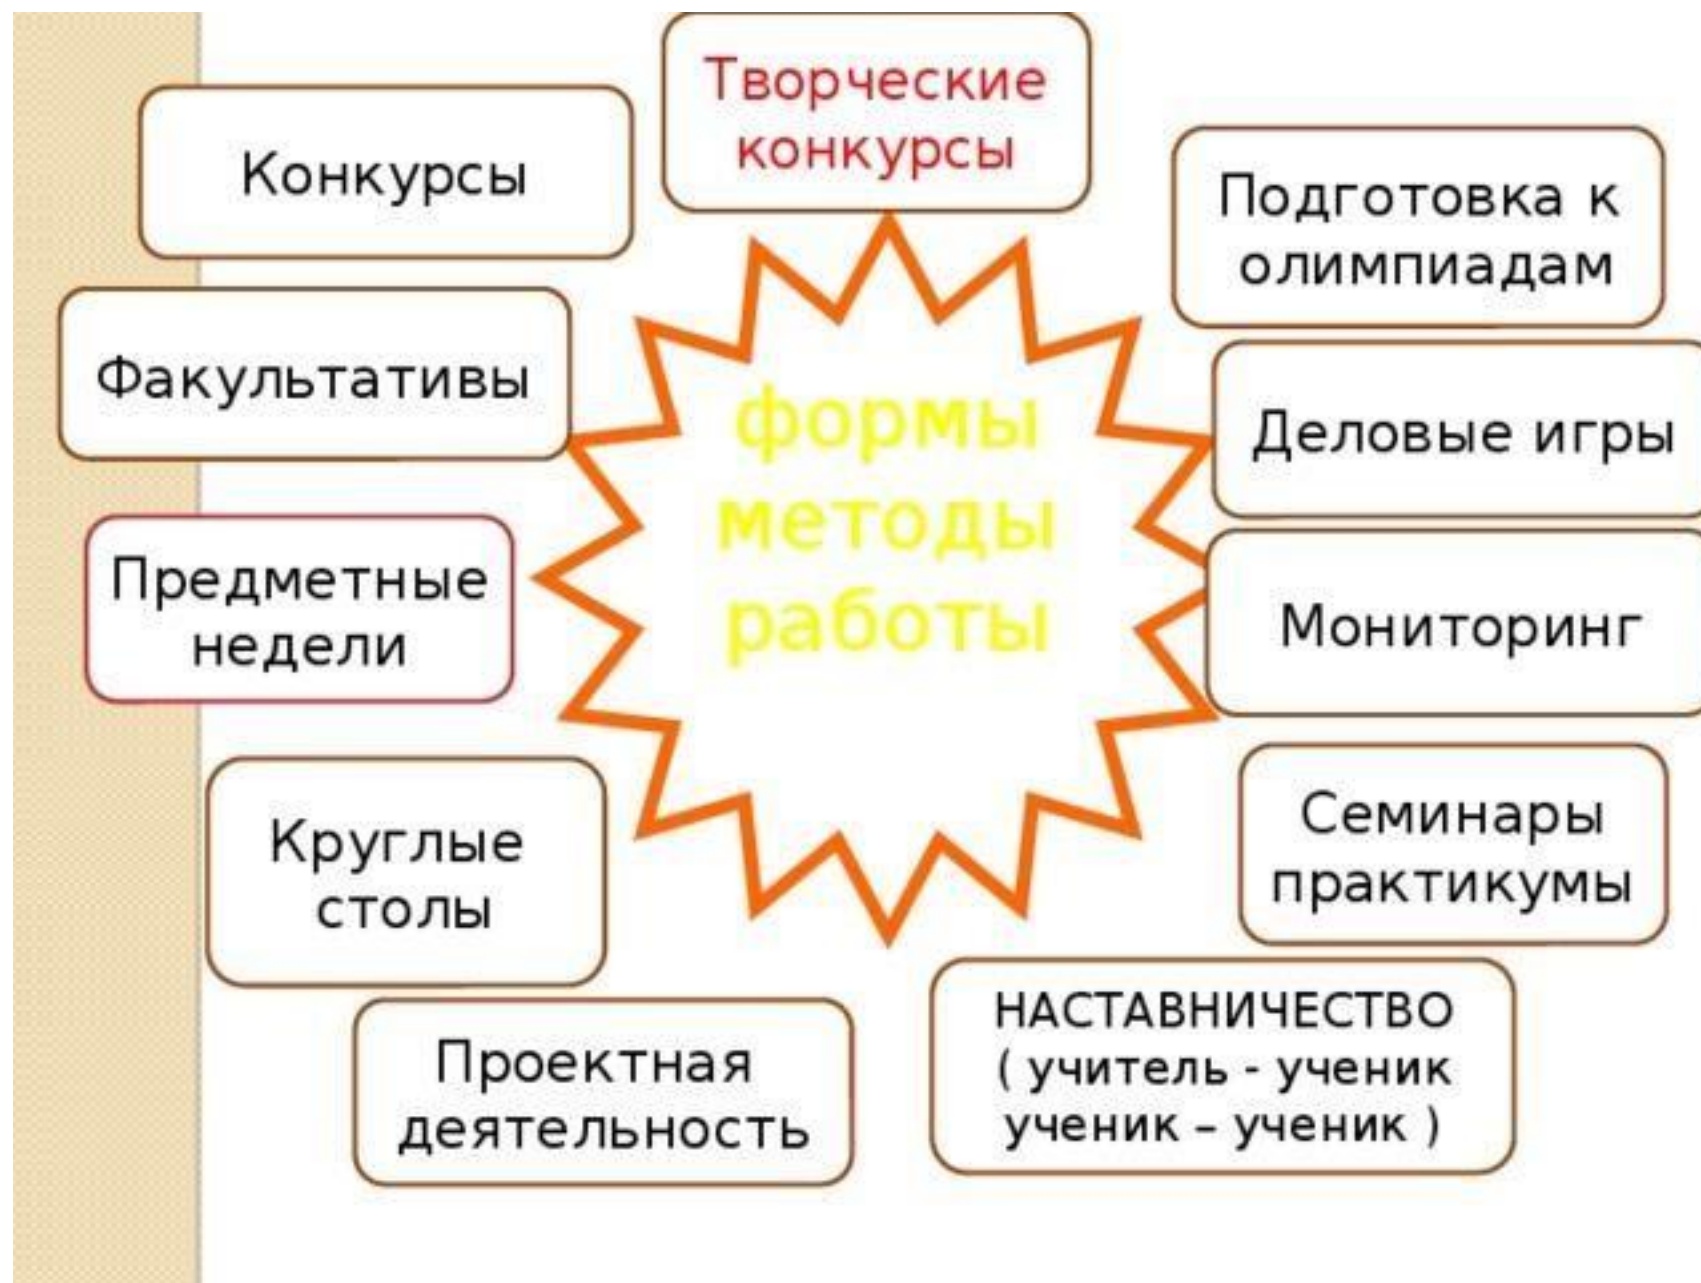 Творческие
конкурсы
Конкурсы
Подготовка к
олимпиадам
Факультативы
Деловые игры
формы
методы
работы
Предметные
недели
Мониторинг
Круглые
столы
Семинары
практикумы
Проектная
деятельность
НАСТАВНИЧЕСТВО
( учитель - ученик
ученик – ученик )